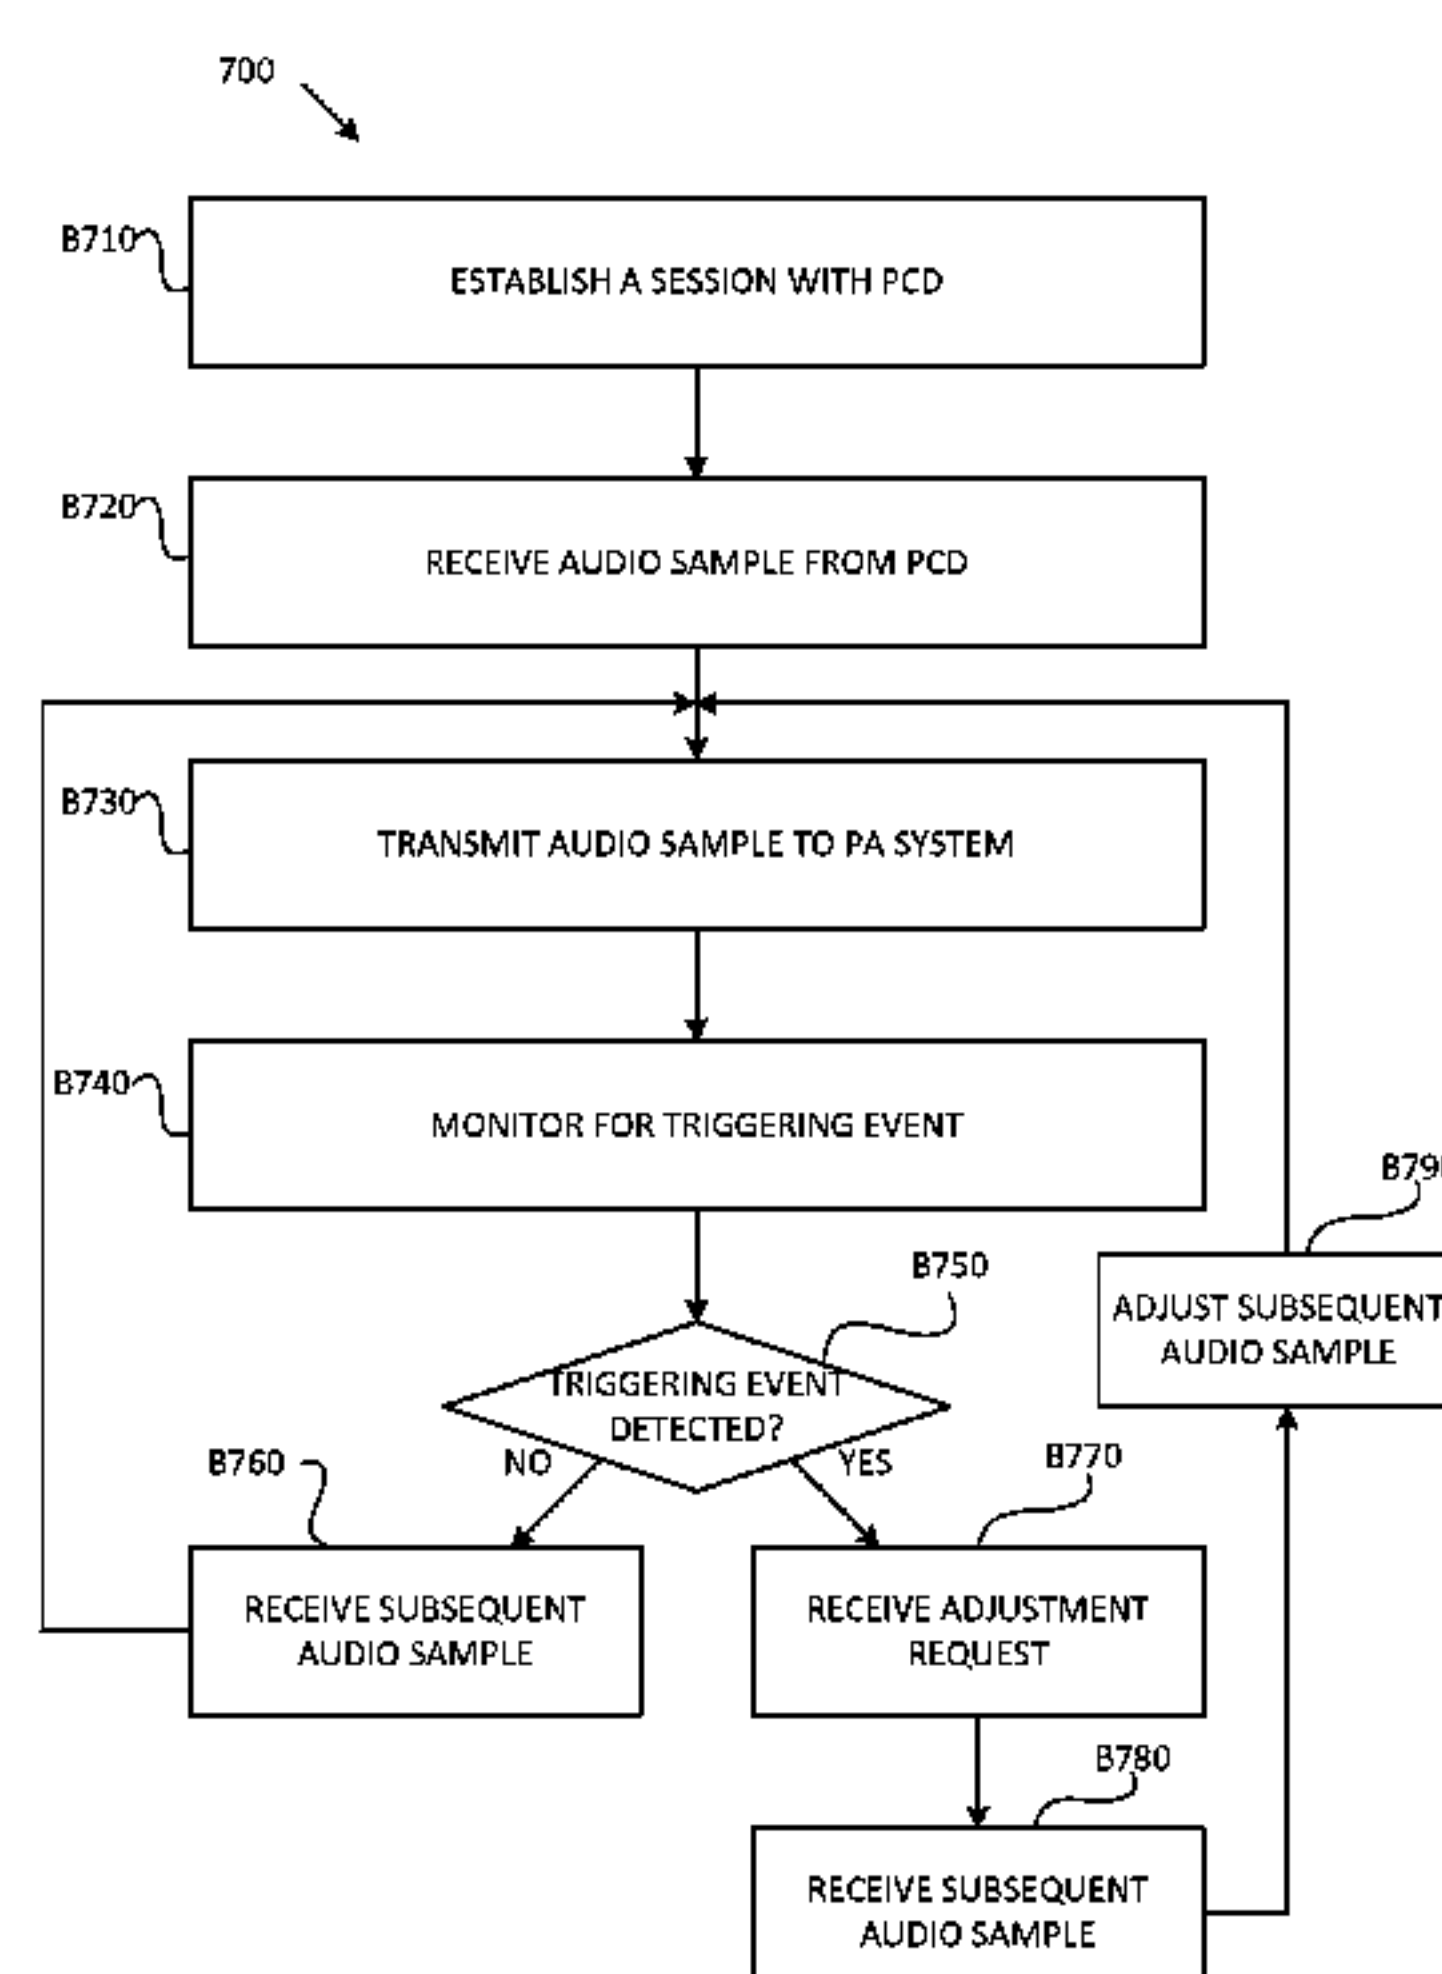 700
B710
ESTABLISH A SESSION WITH PCD
B720
RECEIVE AUDIO SAMPLE FROM PCD
B730
TRANSMIT AUDIO SAMPLE TO PA SYSTEM
B740
MONITOR FOR TRIGGERING EVENT
B750
TRIGGERING EVENT
DETECTED?
NO
YES
B760
RECEIVE SUBSEQUENT
AUDIO SAMPLE
B770
RECEIVE ADJUSTMENT
REQUEST
B780
RECEIVE SUBSEQUENT
AUDIO SAMPLE
B79
ADJUST SUBSEQUENT
AUDIO SAMPLE